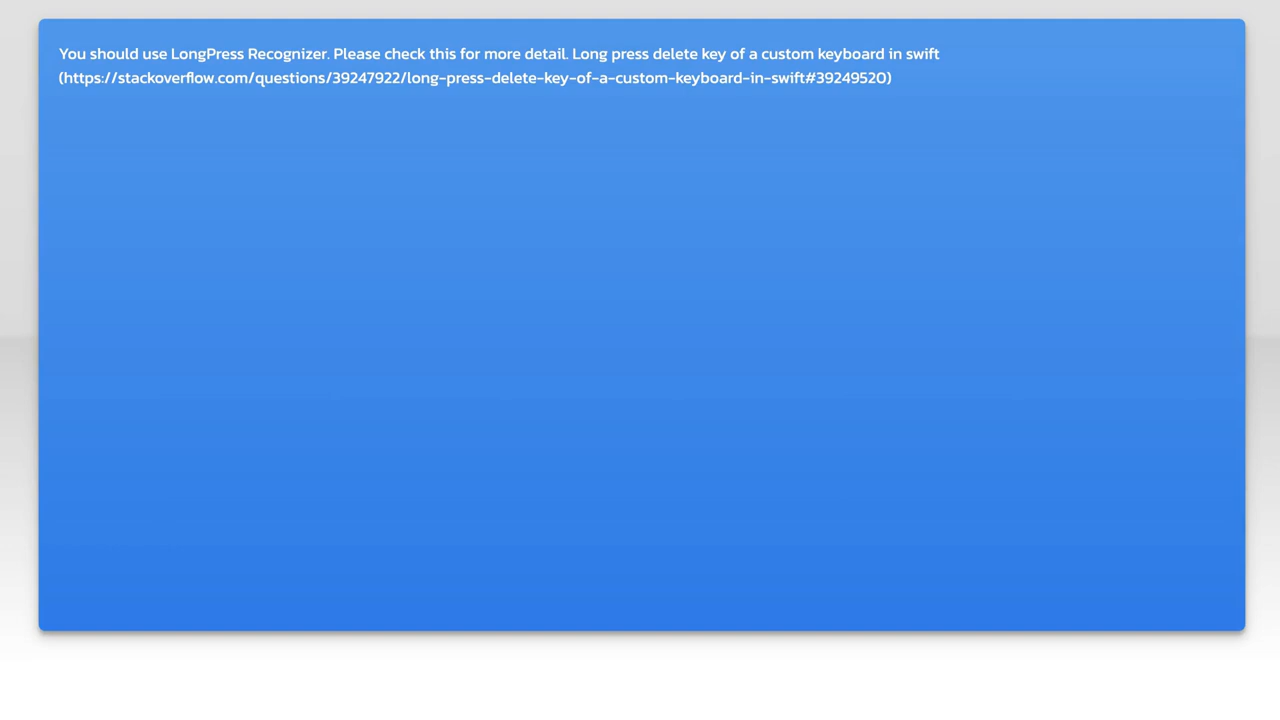 You should use LongPress Recognizer. Please check this for more detail. Long press delete key of a custom keyboard in swift
(https://stackoverflow.com/questions/39247922/long-press-delete-key-of-a-custom-keyboard-in-swift#39249520)